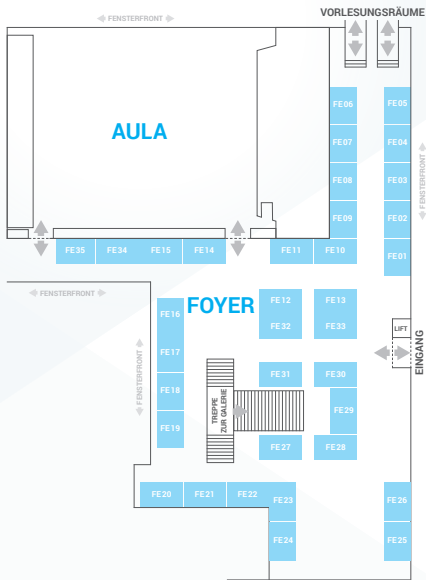 FENSTERFRONT
VORLESUNGSRÄUME
AULA
FE06
FE05
FE07
FE04
FE08
FE03
FENSTERFRONT
FE09
FE02
FE35
FE34
FE15
FE14
FE11
FE10
FE01
FENSTERFRONT
FOYER
FE16
FE12
FE13
FE32
FE33
LIFT
EINGANG
FE17
FENSTERFRONT
FE31
FE30
FE18
TREPPE
ZUR GALERIE
FE29
FE19
FE27
FE28
FE20
FE21
FE22
FE23
FE26
FE24
FE25